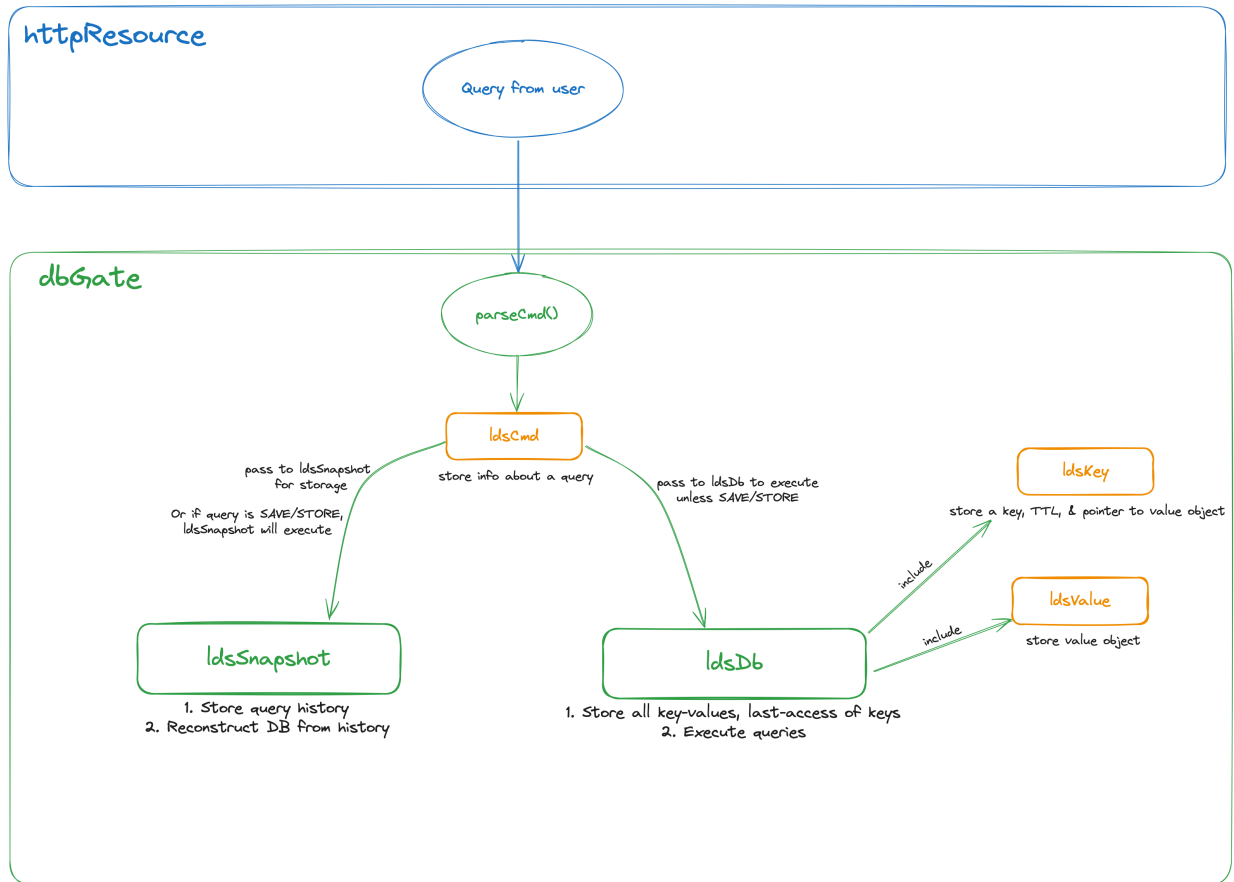 httpResource
Query from user
dbGate
parseCmd()
ldsCmd
store info about a query
pass to ldsSnapshot
for storage
Or if query is SAVE/STORE,
ldsSnapshot will execute
pass to ldsDb to execute
unless SAVE/STORE
ldsKey
store a key, TTL, & pointer to value object
include
ldsValue
store value object
include
ldsSnapshot
1. Store query history
2. Reconstruct DB from history
ldsDb
1. Store all key-values, last-access of keys
2. Execute queries